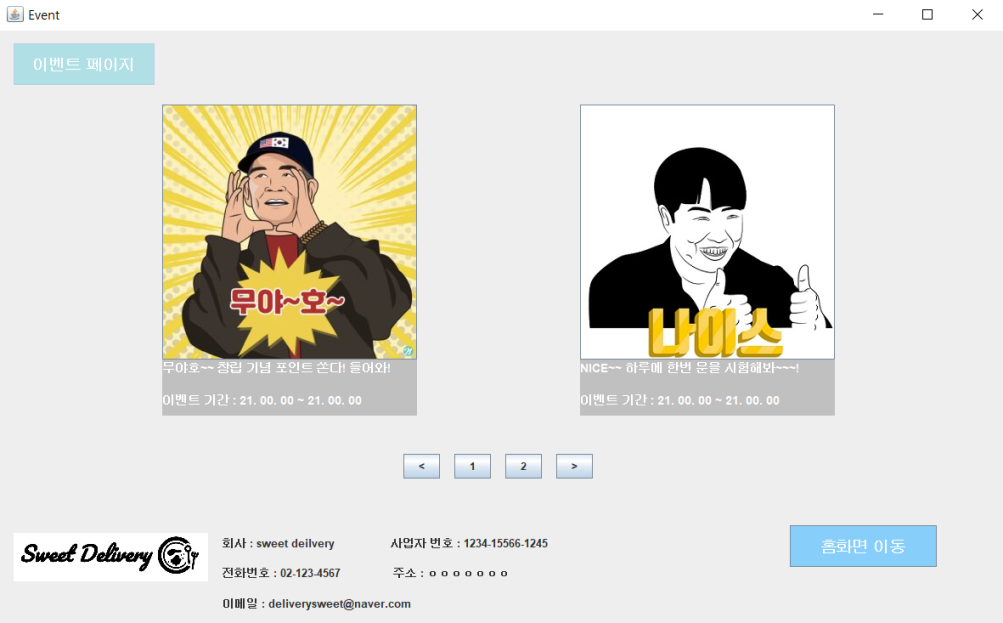 Event
이벤트 페이지
무야~호~
나이스
무야호~~ 창립 기념 포인트 쏜다! 들어와!
NICE~~ 하루에 한번 운을 시험해봐~~~!
이벤트 기간 : 21. 00. 00 ~ 21. 00. 00
이벤트 기간 : 21. 00. 00 ~ 21. 00. 00
< 1 2 >
Sweet Delivery
회사 : sweet deilvery 사업자 번호 : 1234-15566-1245
홈화면 이동
전화번호 : 02-123-4567 주소 : ㅇ ㅇ ㅇ ㅇ ㅇ ㅇ ㅇ
이메일 : deliverysweet@naver.com